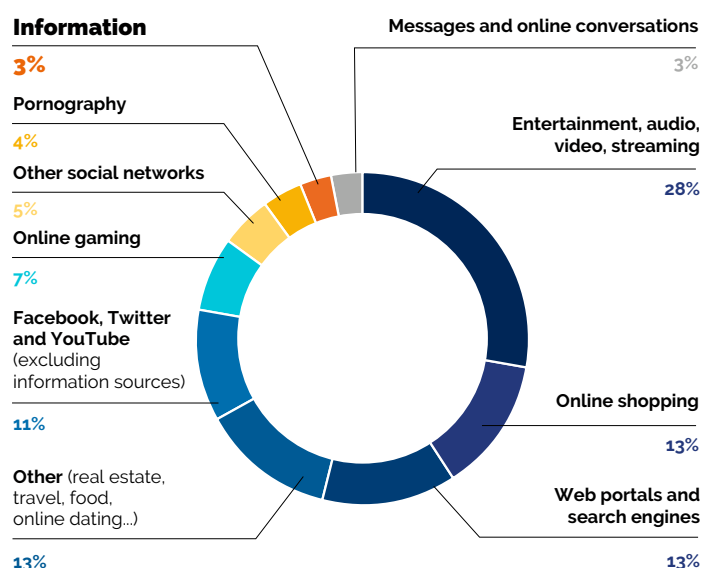 Information
3%
Pornography
4%
Other social networks
5%
Online gaming
7%
Facebook, Twitter
and YouTube
(excluding
information sources)
11%
Other (real estate,
travel, food,
online dating...)
13%
Messages and online conversations
3%
Entertainment, audio,
video, streaming
28%
Online shopping
13%
Web portals and
search engines
13%